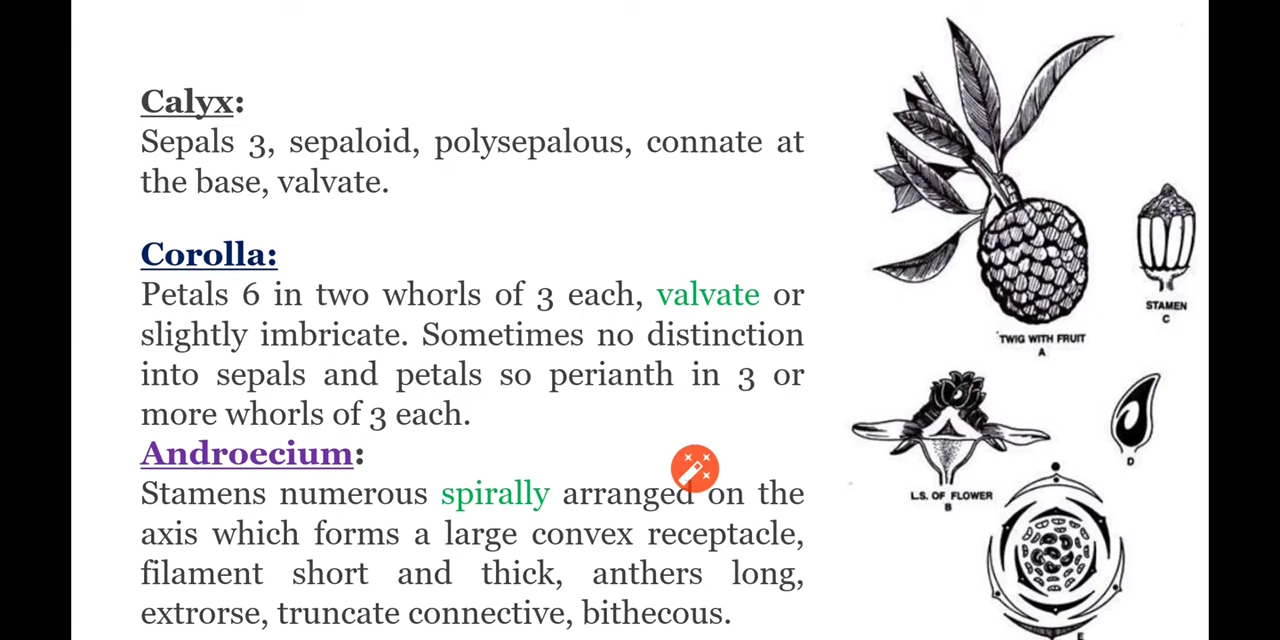 Calyx:
Sepals 3, sepaloid, polysepalous, connate at
the base, valvate.
Corolla:
Petals 6 in two whorls of 3 each, valvate or
slightly imbricate. Sometimes no distinction
into sepals and petals so perianth in 3 or
more whorls of 3 each.
Androecium:
Stamens numerous spirally arranged on the
axis which forms a large convex receptacle,
filament short and thick, anthers long,
extrorse, truncate connective, bithecous.
TWIG WITH FRUIT
A
STAMEN
C
L.S. OF FLOWER
B
D
E